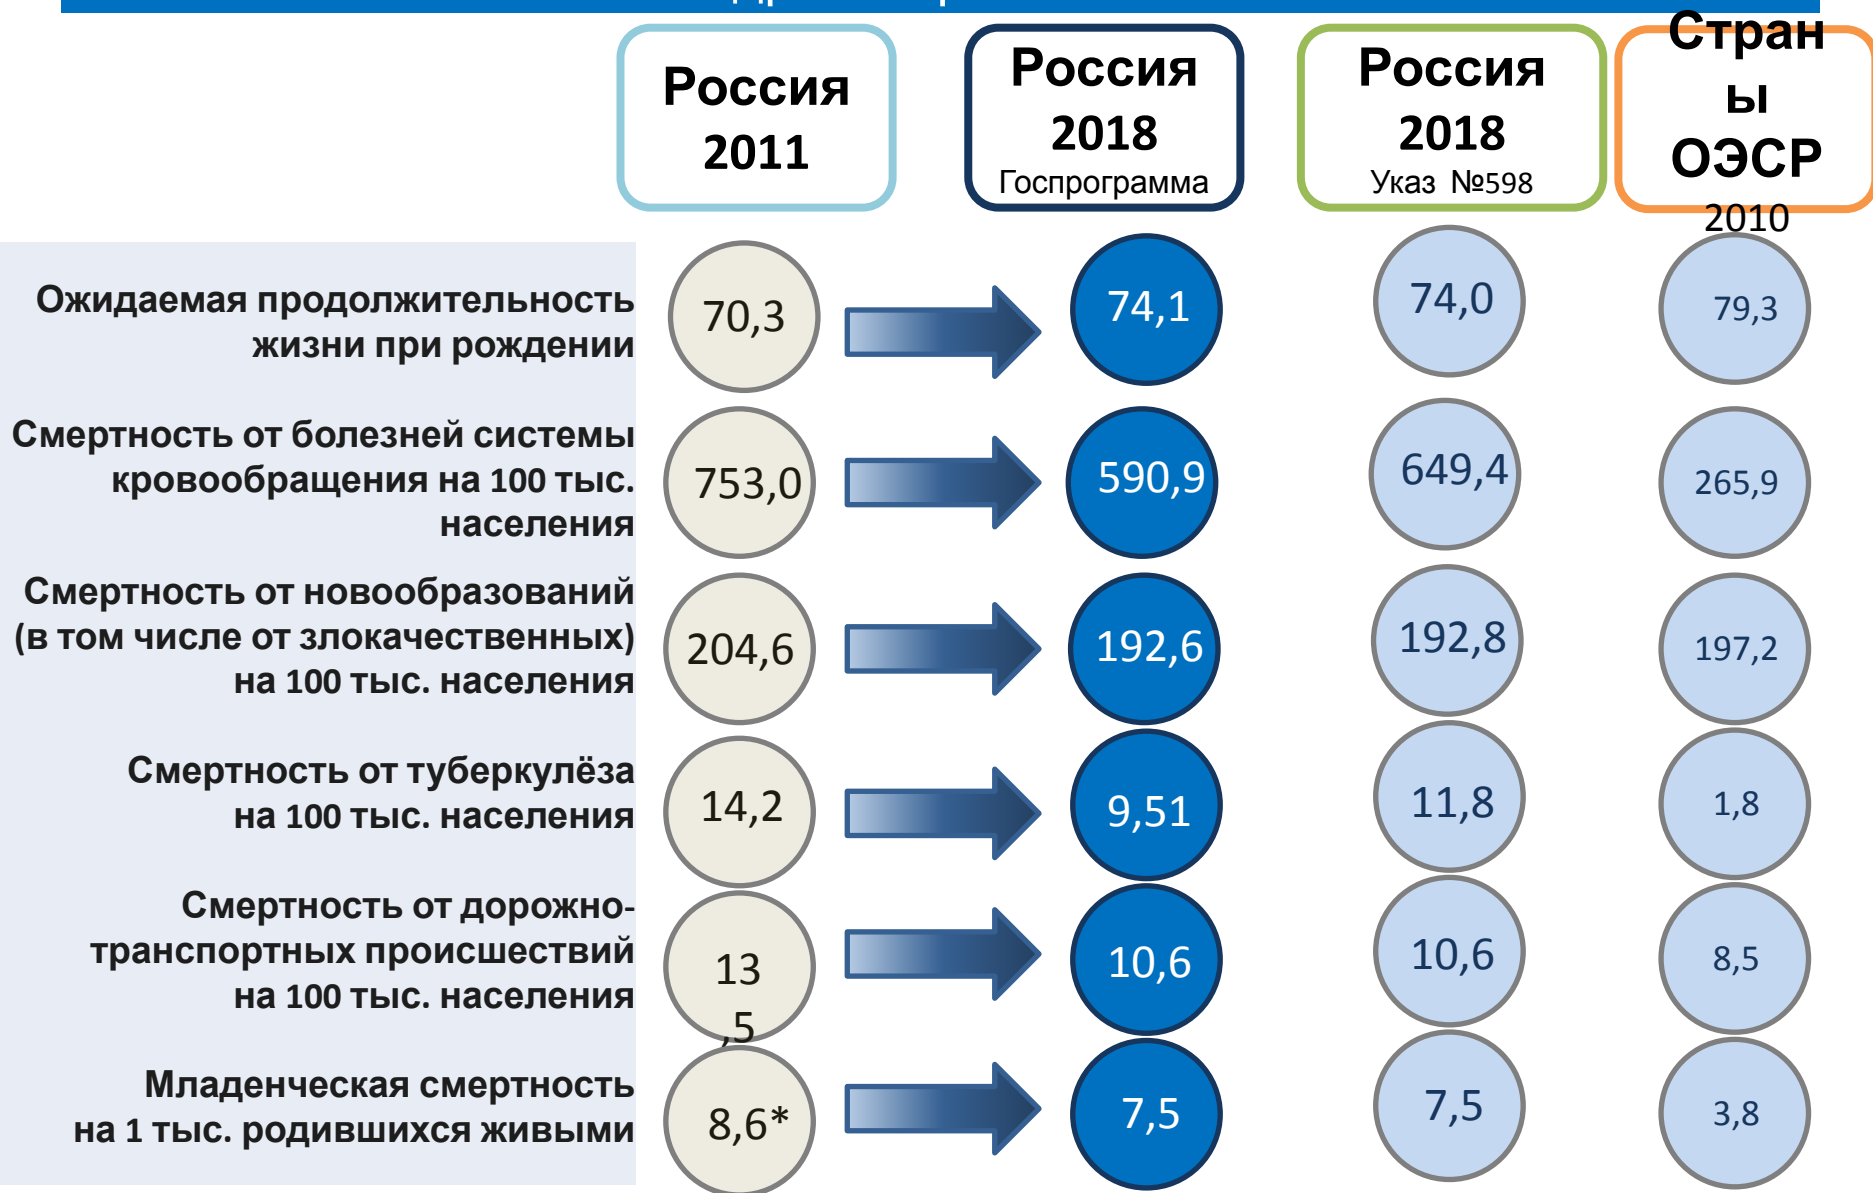 Россия
2011
Россия
2018
Госпрограмма
Россия
2018
Указ №598
Стран
ы
ОЭСР
2010
Ожидаемая продолжительность
жизни при рождении
70,3
74,1
74,0
79,3
Смертность от болезней системы
кровообращения на 100 тыс.
населения
753,0
590,9
649,4
265,9
Смертность от новообразований
(в том числе от злокачественных)
на 100 тыс. населения
204,6
192,6
192,8
197,2
Смертность от туберкулёза
на 100 тыс. населения
14,2
9,51
11,8
1,8
Смертность от дорожно-
транспортных происшествий
на 100 тыс. населения
13
,5
10,6
10,6
8,5
Младенческая смертность
на 1 тыс. родившихся живыми
8,6*
7,5
7,5
3,8